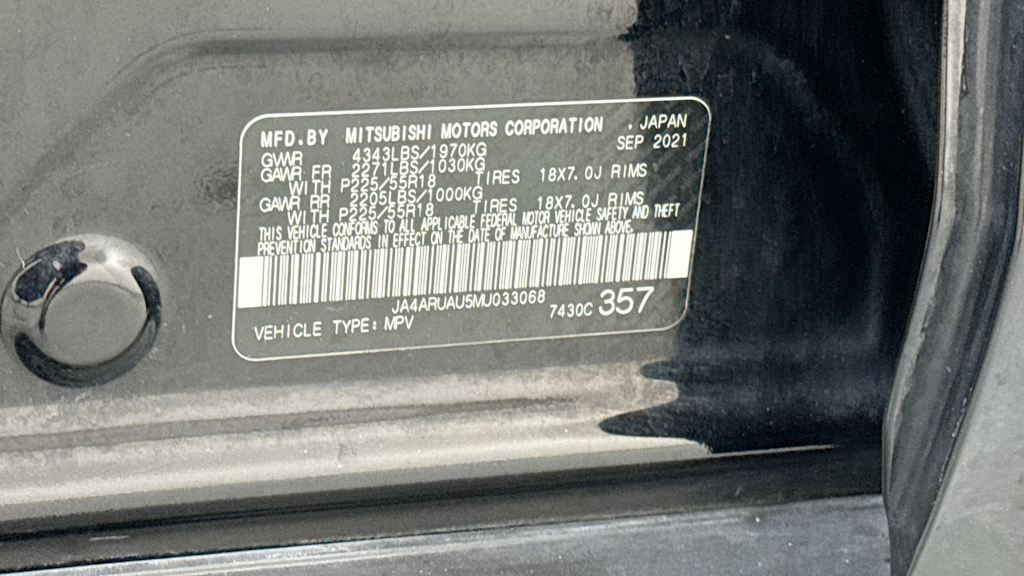 MFD.BY MITSUBISHI MOTORS CORPORATION . JAPAN
SEP 2021
GVWR 4343LBS/1970KG
GAWR FR 2271LBS/1030KG
WITH P225/55R18 TIRES 18X7.0J RIMS
GAWR RR 2205LBS/1000KG
WITH P225/55R18 TIRES 18X7.0J RIMS
THIS VEHICLE CONFORMS TO ALL APPLICABLE FEDERAL MOTOR VEHICLE SAFETY AND THEFT
PREVENTION STANDARDS IN EFFECT ON THE DATE OF MANUFACTURE SHOWN ABOVE.
JA4ARUAU5MU033068
VEHICLE TYPE: MPV 7430C 357